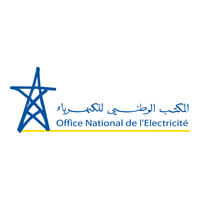 المكتب الوطني للكهرباء
Office National de l'Electricité